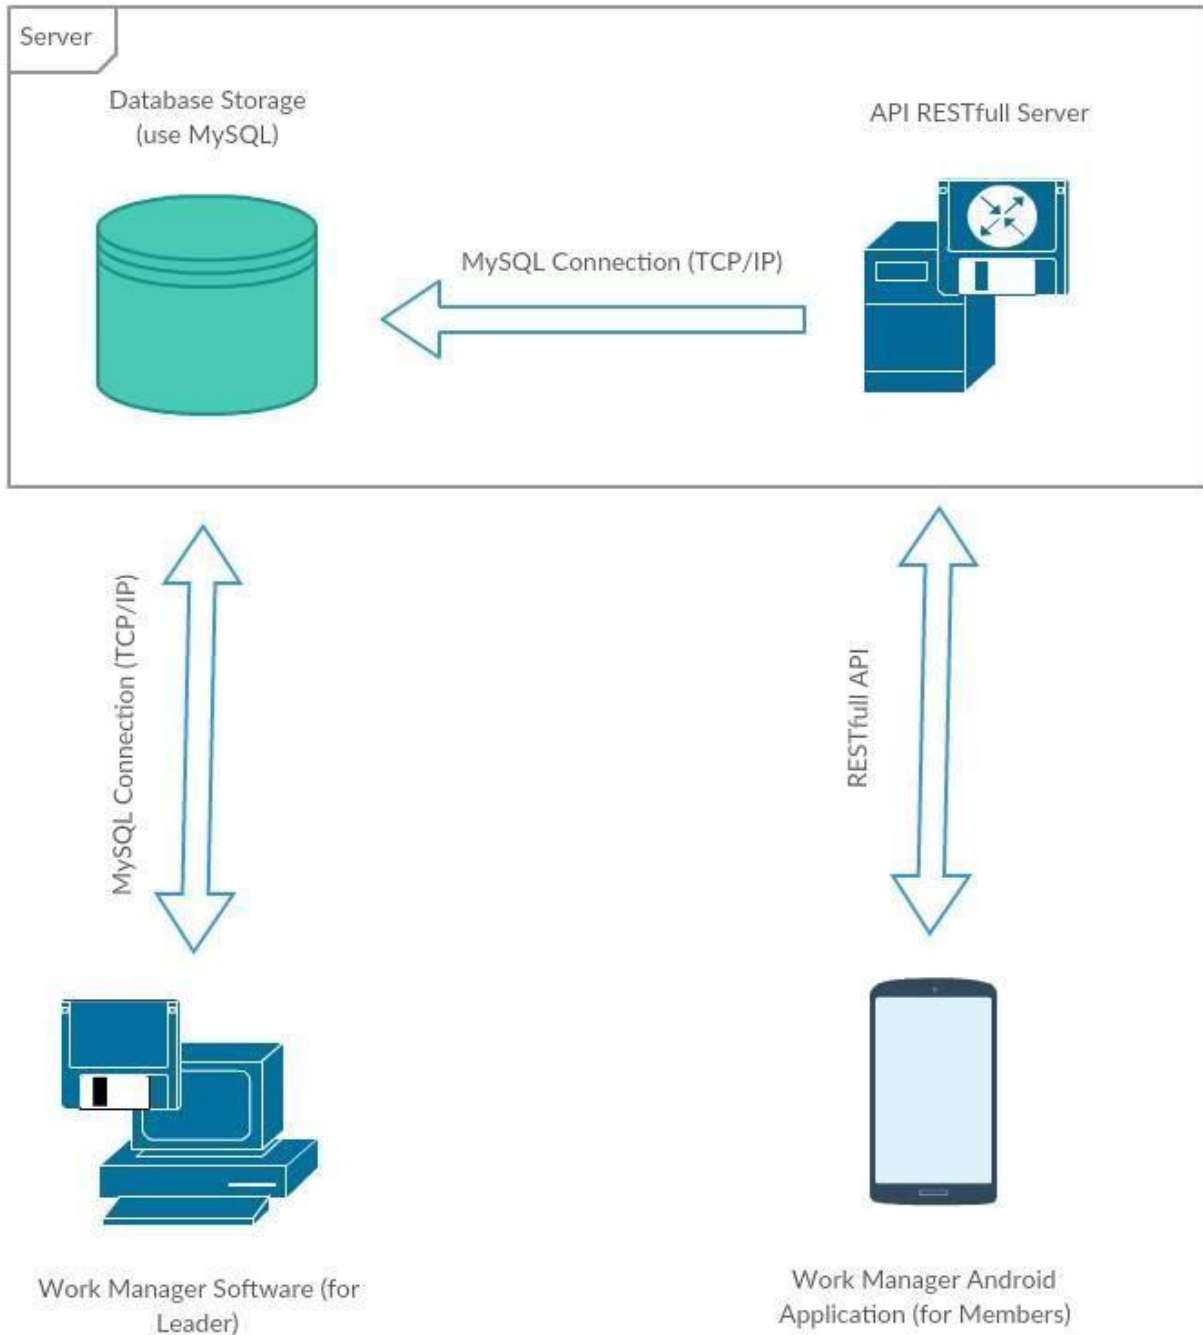 Server
Database Storage
(use MySQL)
API RESTfull Server
MySQL Connection (TCP/IP)
MySQL Connection (TCP/IP)
RESTfull API
Work Manager Software (for
Leader)
Work Manager Android
Application (for Members)